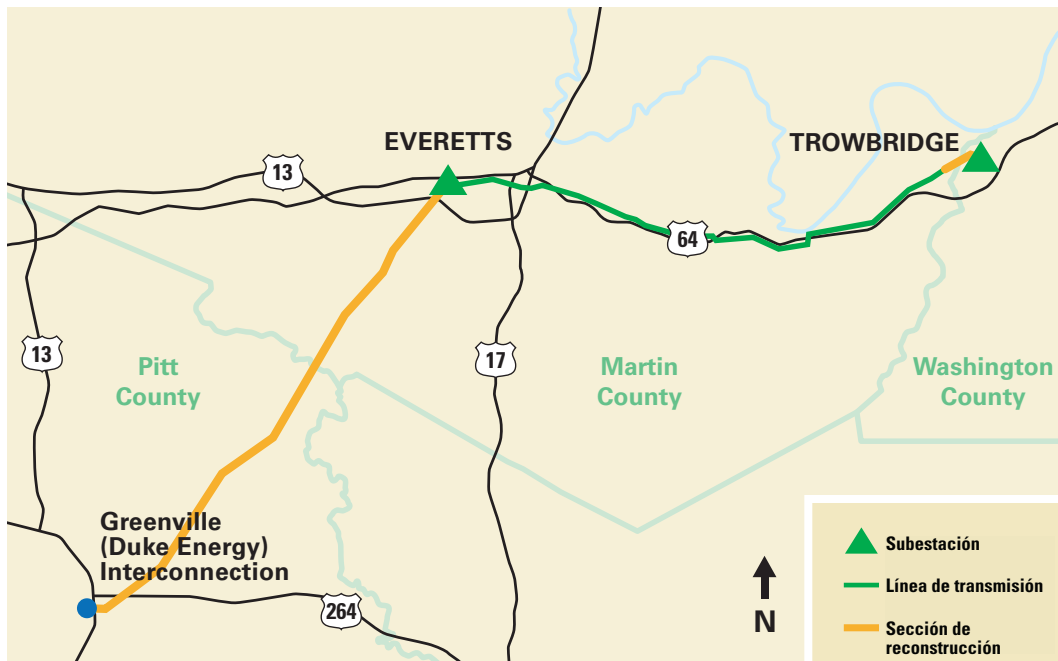 EVERETTS
TROWBRIDGE
13
64
13
17
Pitt
County
Martin
County
Washington
County
Greenville
(Duke Energy)
Interconnection
264
N
Subestación
Línea de transmisión
Sección de
reconstrucción